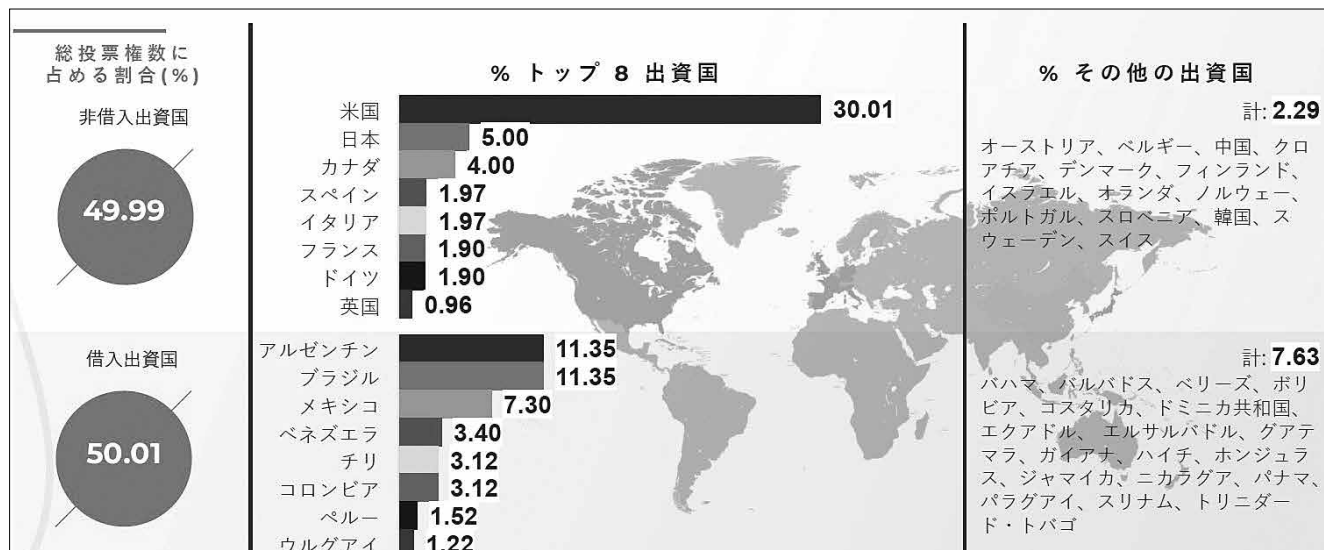 総投票権数に
占める割合(%)
非借入出資国
49.99
借入出資国
50.01
% トップ 8 出資国
米国 30.01
日本 5.00
カナダ 4.00
スペイン 1.97
イタリア 1.97
フランス 1.90
ドイツ 1.90
英国 0.96
アルゼンチン 11.35
ブラジル 11.35
メキシコ 7.30
ベネズエラ 3.40
チリ 3.12
コロンビア 3.12
ペルー 1.52
ウルグアイ 1.22
% その他の出資国
計: 2.29
オーストリア、ベルギー、中国、クロ
アチア、デンマーク、フィンランド、
イスラエル、オランダ、ノルウェー、
ポルトガル、スロベニア、韓国、ス
ウェーデン、スイス
計: 7.63
バハマ、バルバドス、ベリーズ、ボリ
ビア、コスタリカ、ドミニカ共和国、
エクアドル、 エルサルバドル、グアテ
マラ、ガイアナ、ハイチ、ホンジュラ
ス、ジャマイカ、ニカラグア、パナマ、
パラグアイ、スリナム、トリニダー
ド・トバゴ